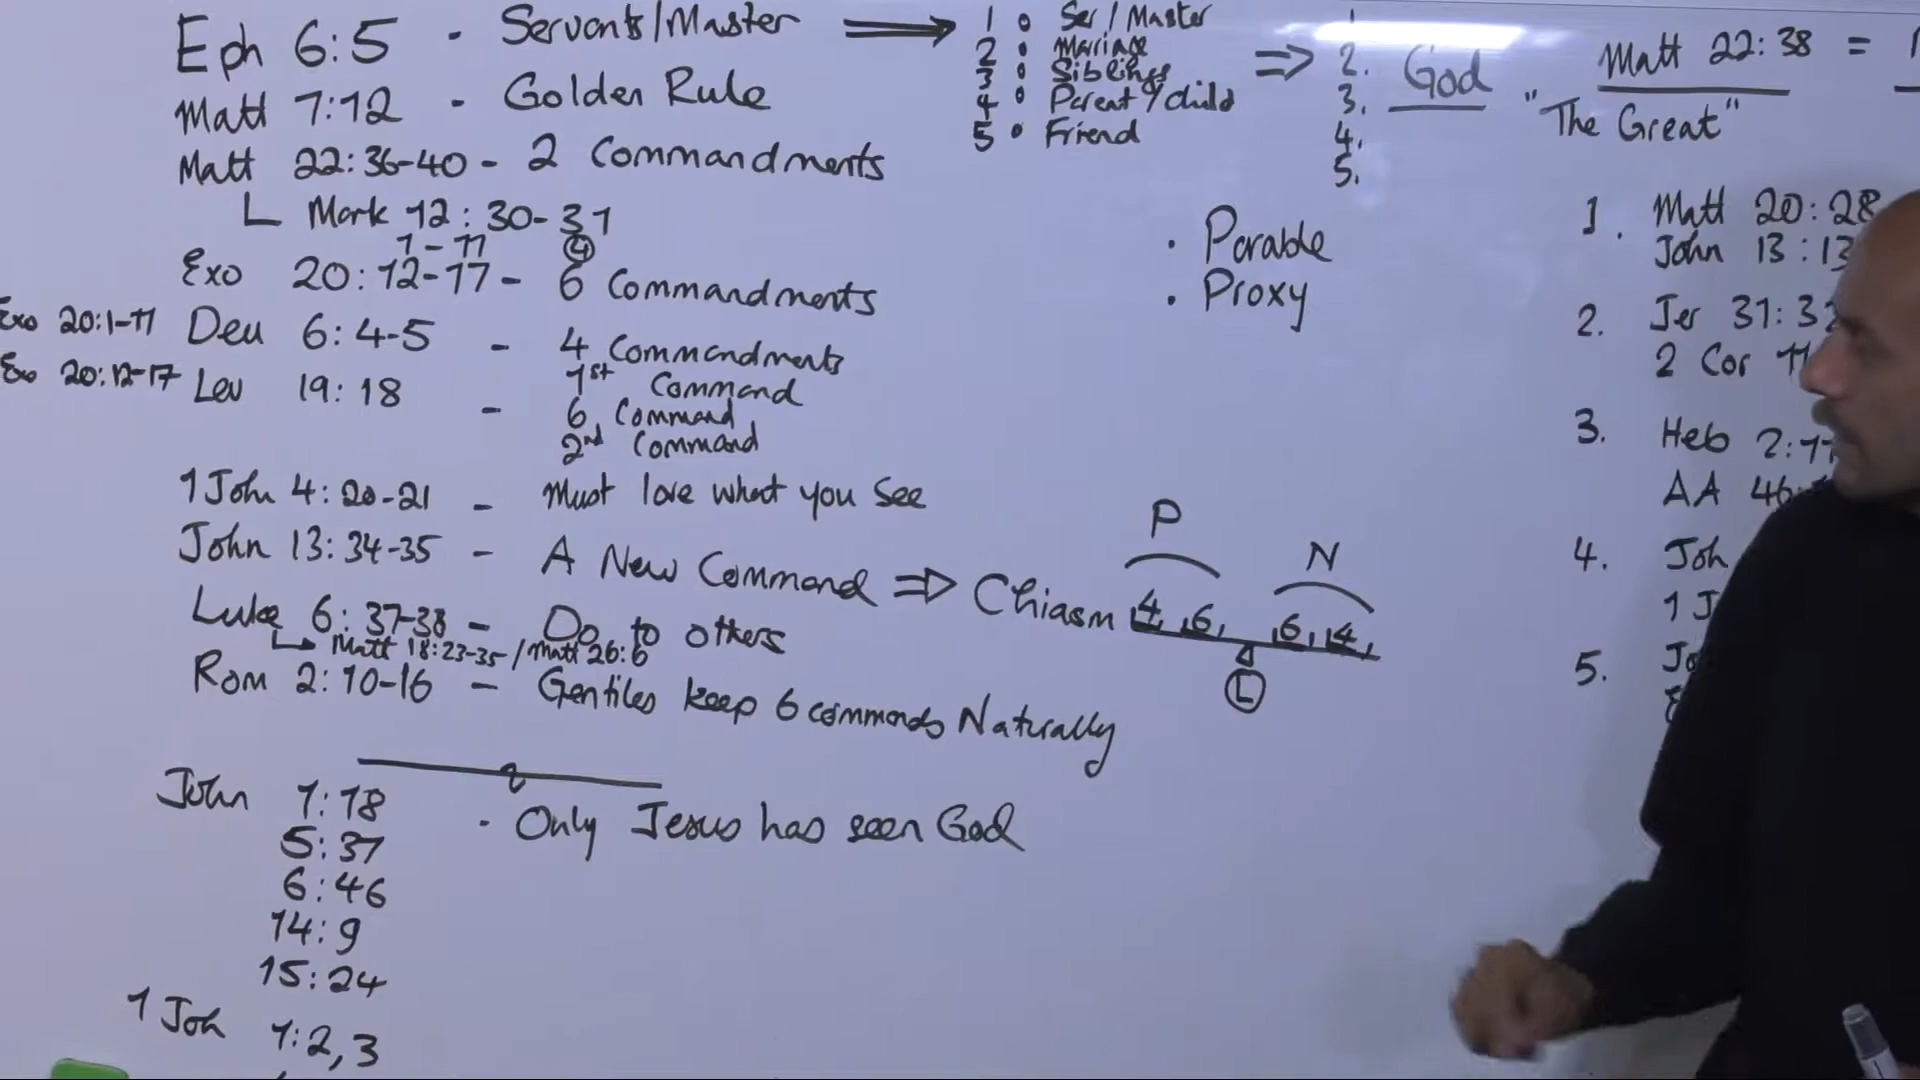 Eph 6:5 - Servants/Master ⟹
Matt 7:12 - Golden Rule
Matt 22:36-40 - 2 Commandments
L Mark 12:30-31
1-11 ④
Exo 20:12-17 - 6 Commandments
Exo 20:1-11 Deu 6:4-5 - 4 Commandments
1st Command
Exo 20:12-17 Lev 19:18 - 6 Command
2nd Command
1 John 4:20-21 - Must love what you see
John 13:34-35 - A New Command ⇒ Chiasm 4, 6, 6, 4,
P
N
L
Luke 6:37-38 - Do to others
↳ Matt 18:23-35 / Matt 26:6
Rom 2:10-16 - Gentiles keep 6 commands Naturally
John 1:18 · Only Jesus has seen God
5:37
6:46
14:9
15:24
1 Joh 1:2,3
1 • Ser/Master
2 • Marriage
3 • Siblings
4 • Parent/child
5 • Friend
⇒
1
2.
3.
4.
5.
God
Matt 22:38 =
"The Great"
· Parable
· Proxy
1. Matt 20:28
John 13:13
2. Jer 31:32
2 Cor 11
3. Heb 2:11
AA 46
4. Joh
1 J
5. Jo